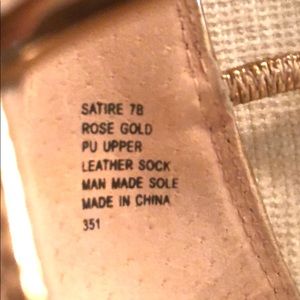 SATIRE 7B
ROSE GOLD
PU UPPER
LEATHER SOCK
MAN MADE SOLE
MADE IN CHINA
351